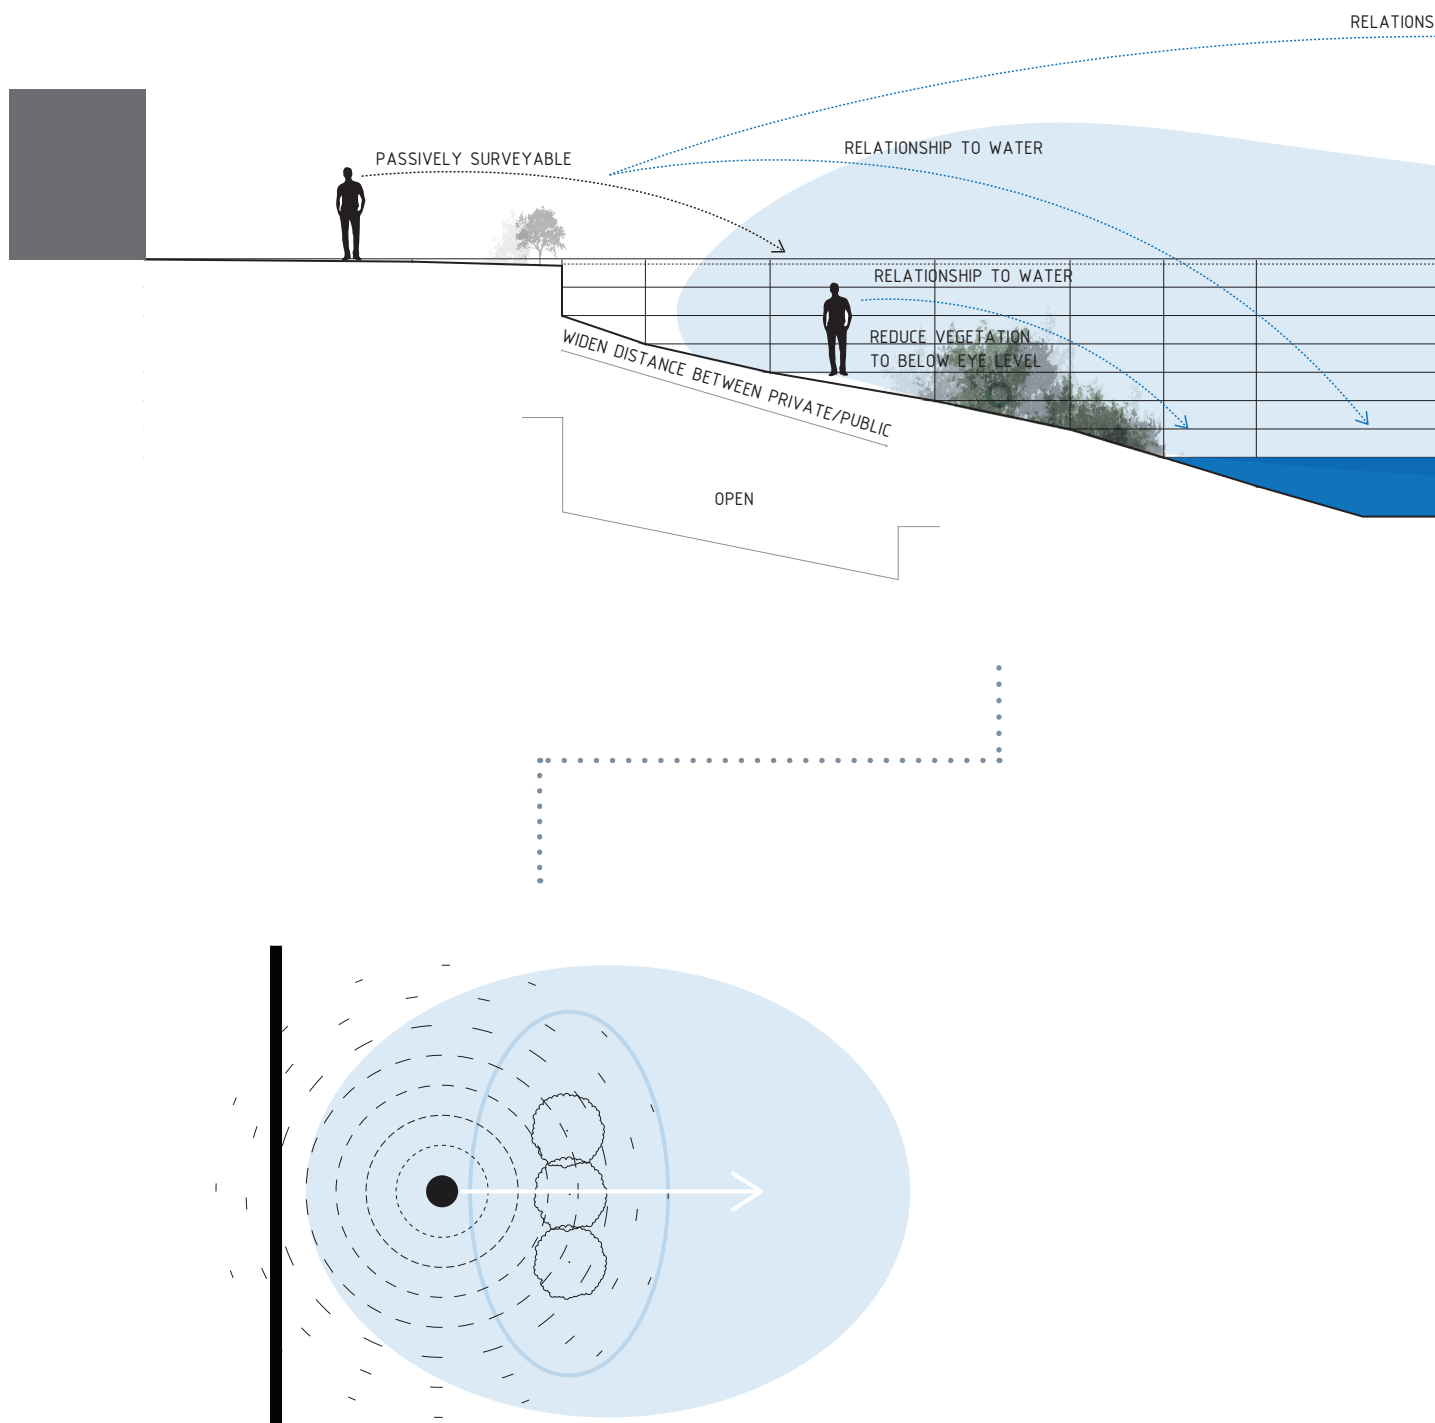 RELATIONS
PASSIVELY SURVEYABLE
RELATIONSHIP TO WATER
RELATIONSHIP TO WATER
REDUCE VEGETATION
TO BELOW EYE LEVEL
WIDEN DISTANCE BETWEEN PRIVATE/PUBLIC
OPEN